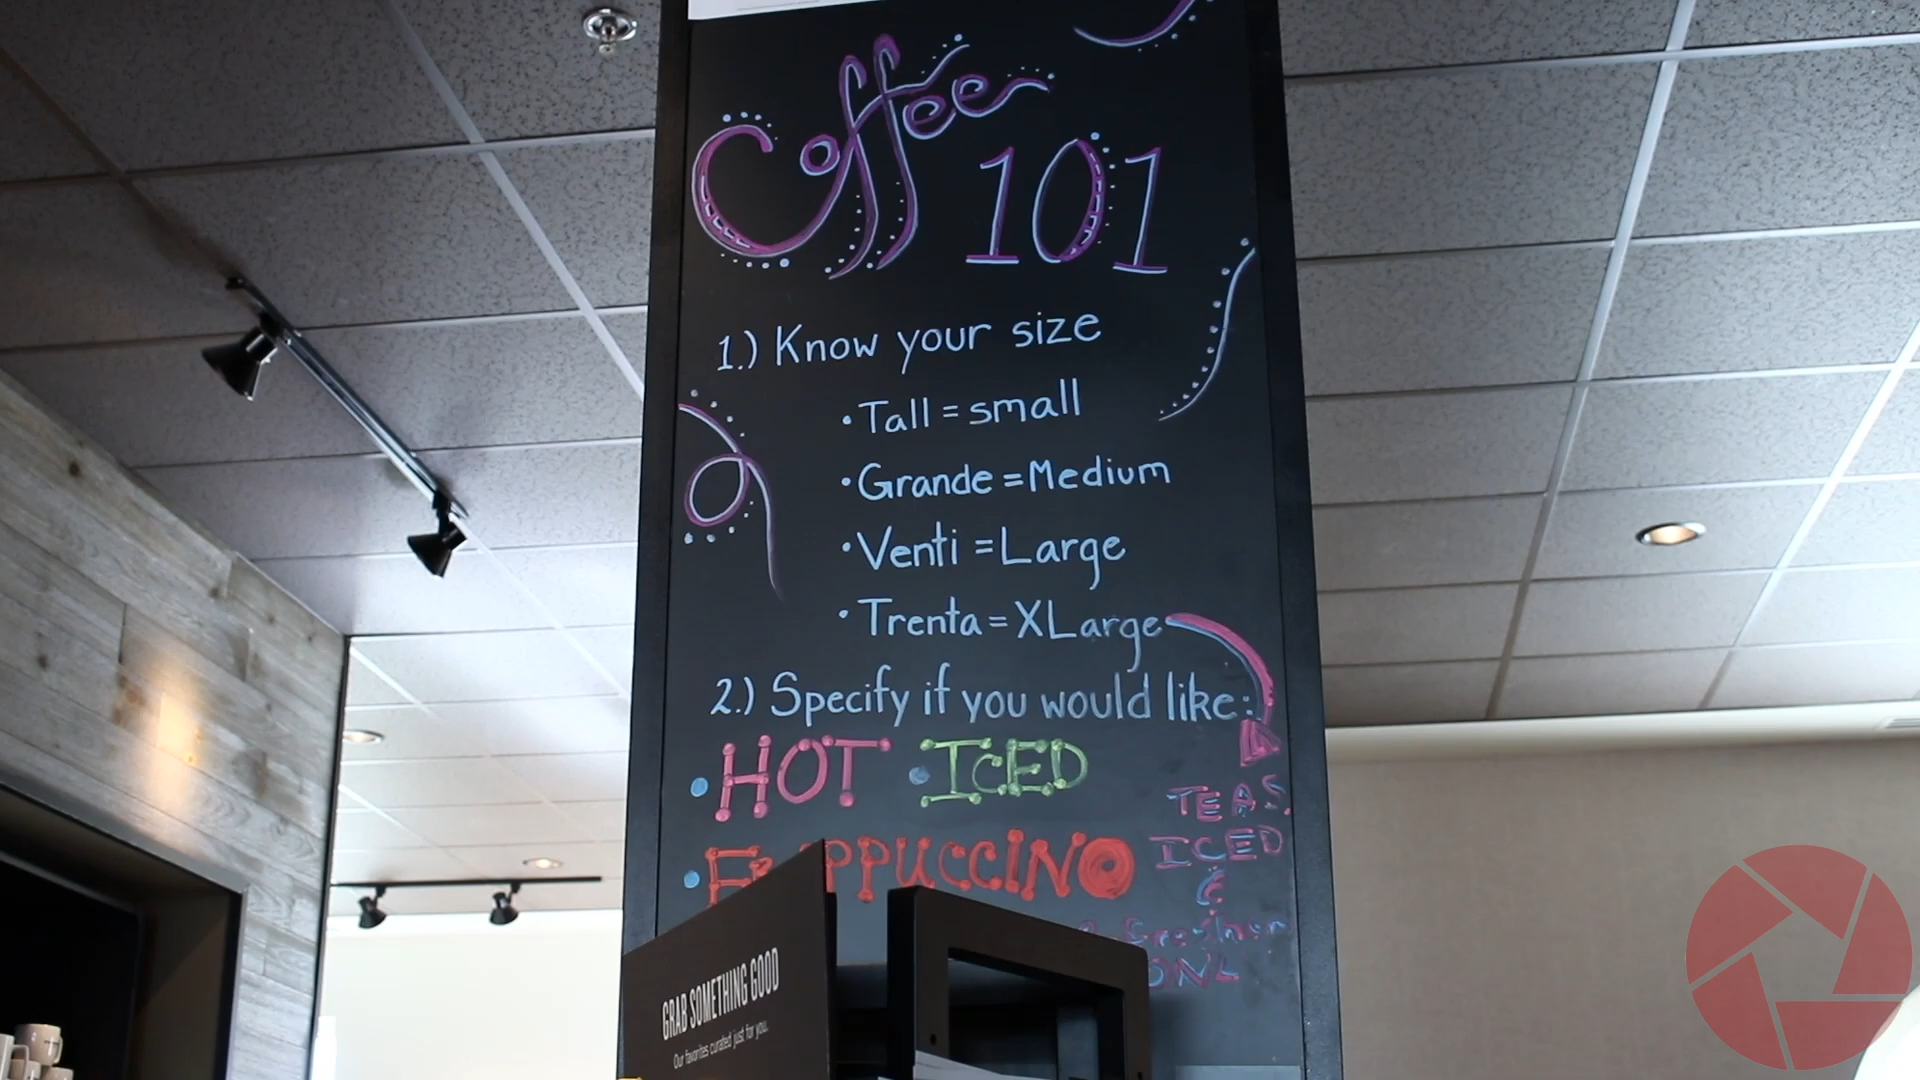 Coffee
101
1.) Know your size
•Tall = small
•Grande = Medium
•Venti = Large
•Trenta = XLarge
2.) Specify if you would like:
•HOT •ICED
TEAS
ICED
&
GRAB SOMETHING GOOD
Our favorites curated just for you.